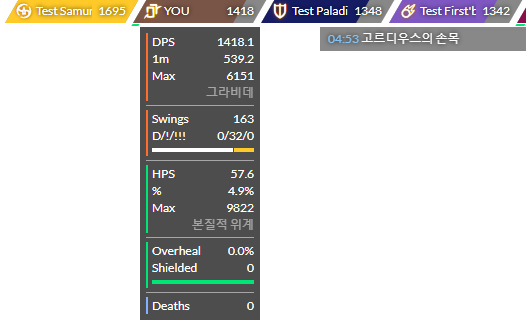 Test Samur 1695 YOU 1418 Test Paladi 1348 Test First't 1342
04:53 고르디우스의 손목
DPS 1418.1
1m 539.2
Max 6151
그라비데
Swings 163
D/!/!!! 0/32/0
HPS 57.6
% 4.9%
Max 9822
본질적 위계
Overheal 0.0%
Shielded 0
Deaths 0